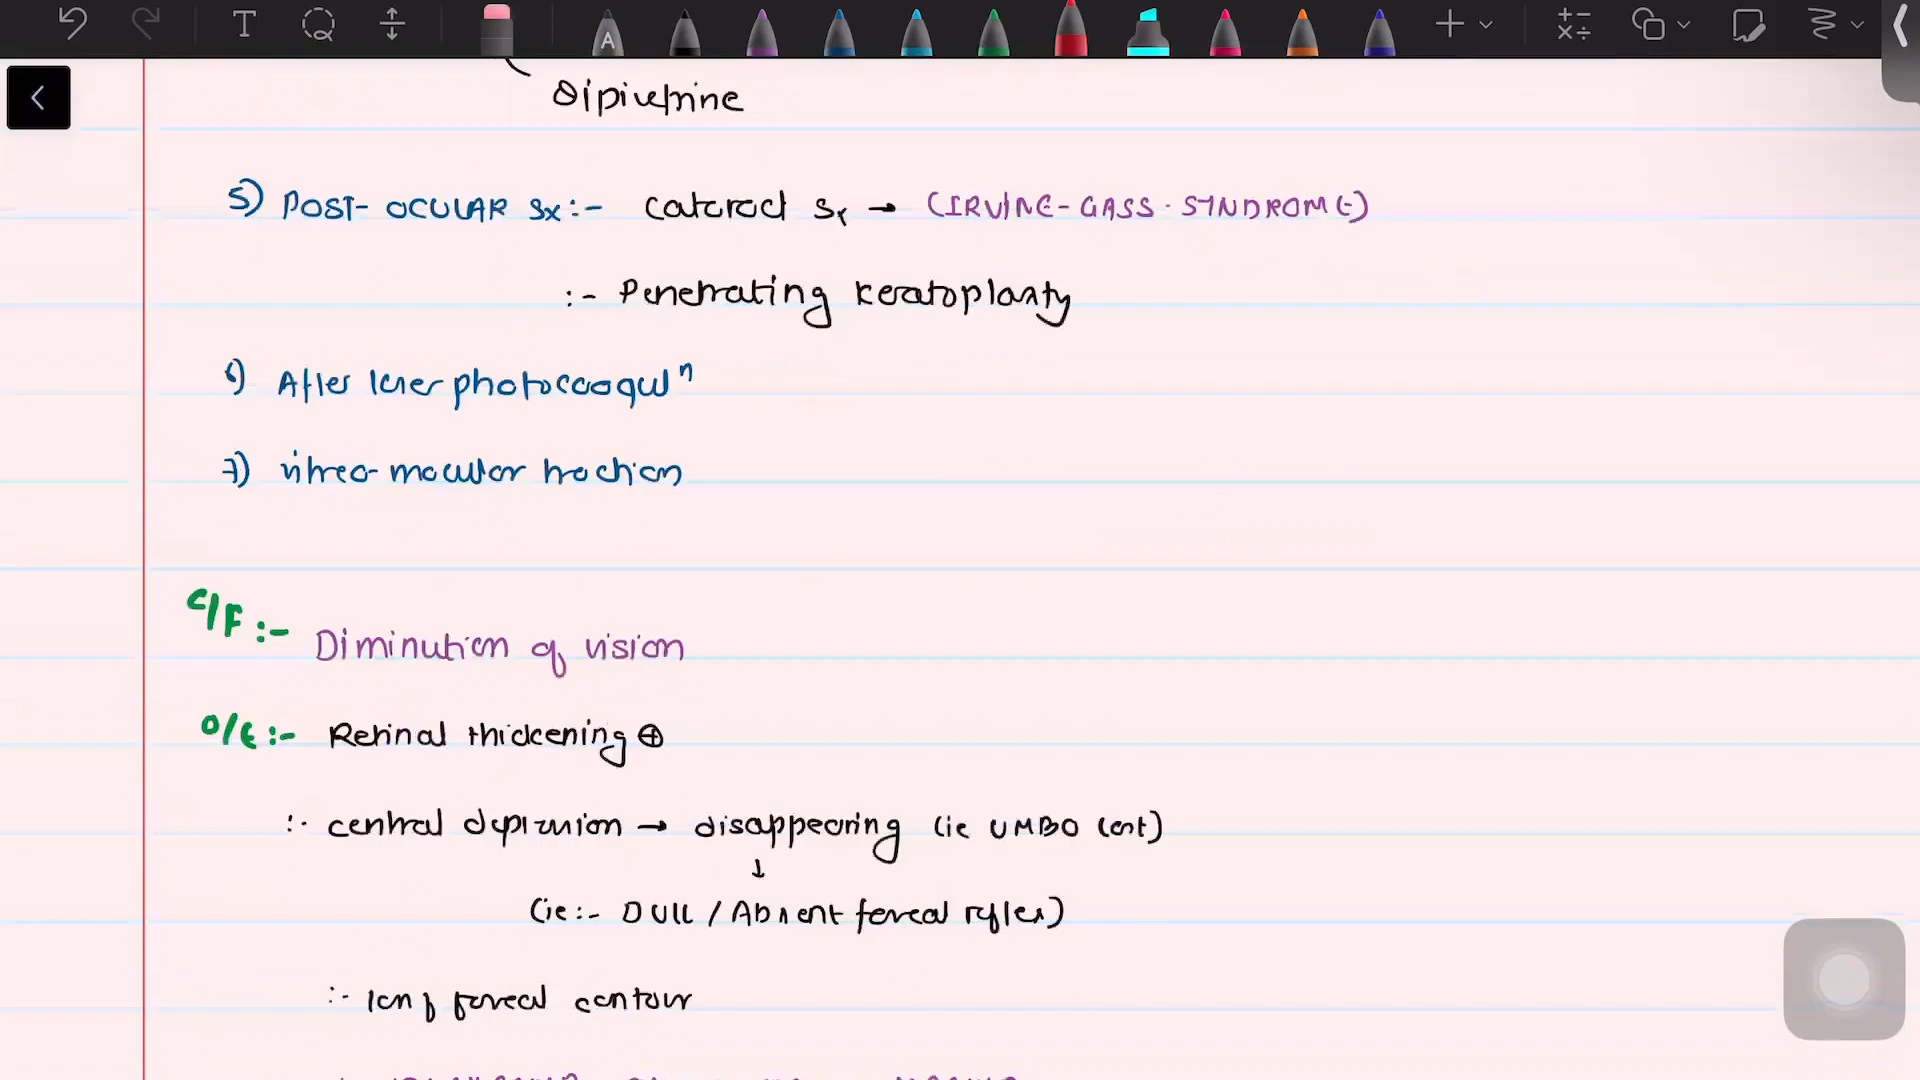 Dipivefrine
5) POST- OCULAR Sx:- cataract Sx → (IRVINE-GASS-SYNDROME)
:- Penetrating keratoplasty
6) After laser photocoagulⁿ
7) vitreo-macular traction
C/F :- Diminution of vision
O/E :- Retinal thickening ⊕
:- central depression → disappearing (ie UMBO lost)
↓
(ie:- DULL / Absent foveal reflex)
:- loss of foveal contour